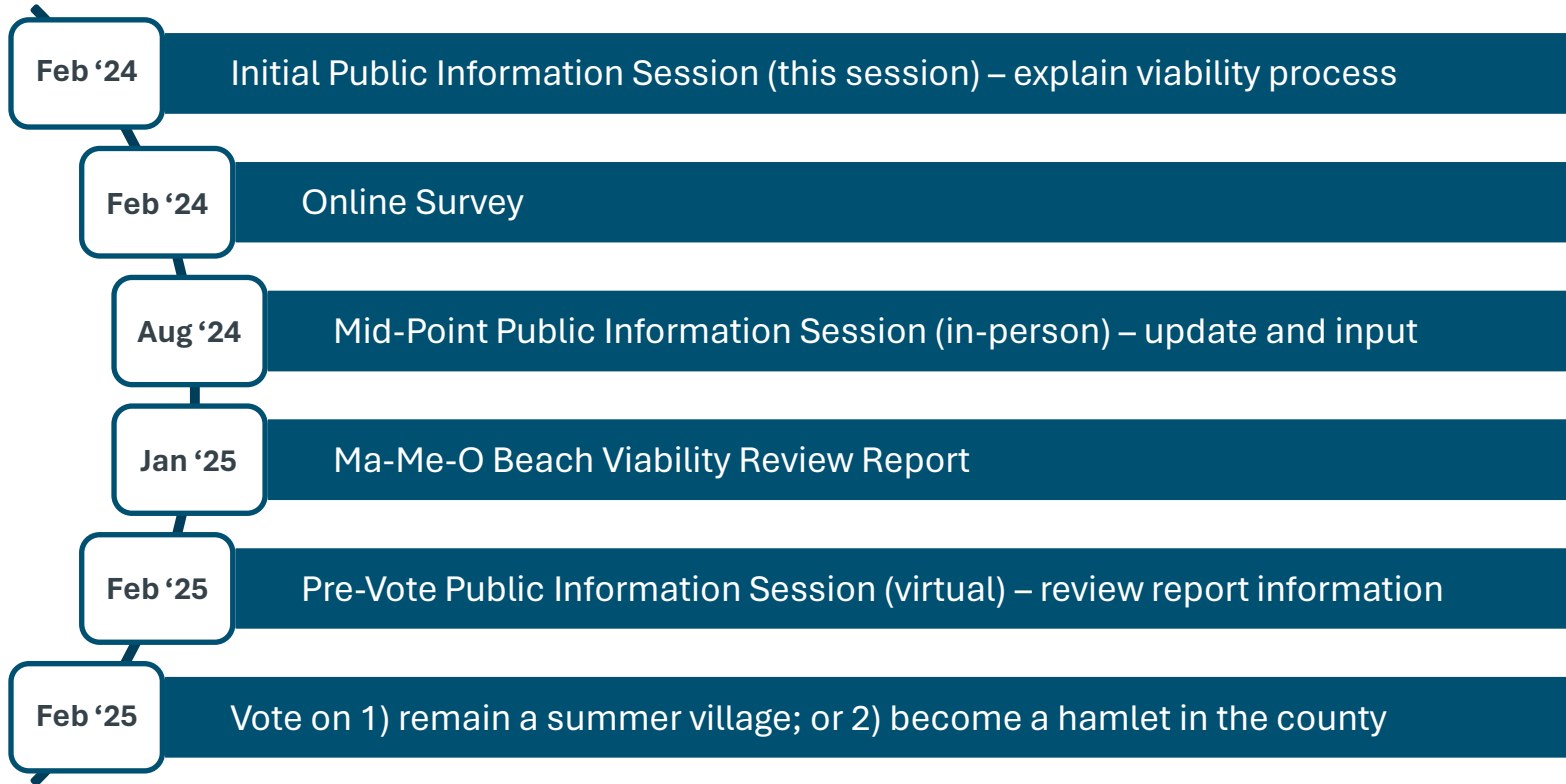 Feb ‘24
Initial Public Information Session (this session) – explain viability process
Feb ‘24
Online Survey
Aug ‘24
Mid-Point Public Information Session (in-person) – update and input
Jan ‘25
Ma-Me-O Beach Viability Review Report
Feb ‘25
Pre-Vote Public Information Session (virtual) – review report information
Feb ‘25
Vote on 1) remain a summer village; or 2) become a hamlet in the county